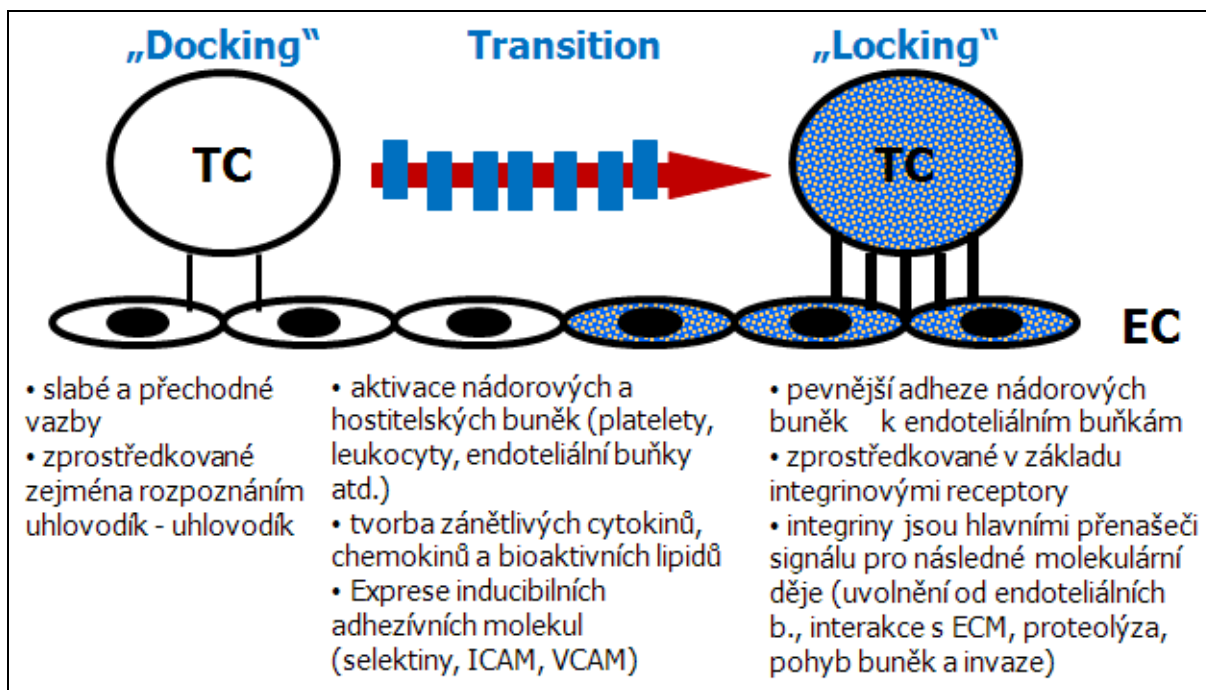 „Docking“ Transition „Locking“
TC TC
EC
• slabé a přechodné
vazby
• zprostředkované
zejména rozpoznáním
uhlovodík - uhlovodík
• aktivace nádorových a
hostitelských buněk (platelety,
leukocyty, endoteliální buňky
atd.)
• tvorba zánětlivých cytokinů,
chemokinů a bioaktivních lipidů
• Exprese inducibilních
adhezívních molekul
(selektiny, ICAM, VCAM)
• pevnější adheze nádorových
buněk k endoteliálním buňkám
• zprostředkované v základu
integrinovými receptory
• integriny jsou hlavními přenašeči
signálu pro následné molekulární
děje (uvolnění od endoteliálních
b., interakce s ECM, proteolýza,
pohyb buněk a invaze)